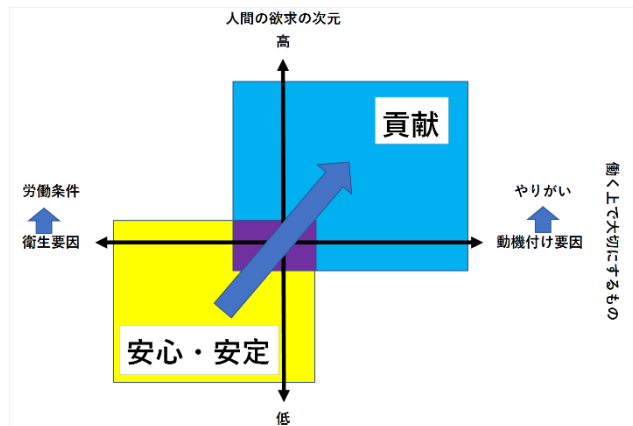 人間の欲求の次元
高
貢献
労働条件
衛生要因
やりがい
動機付け要因
働く上で大切にするもの
安心・安定
低